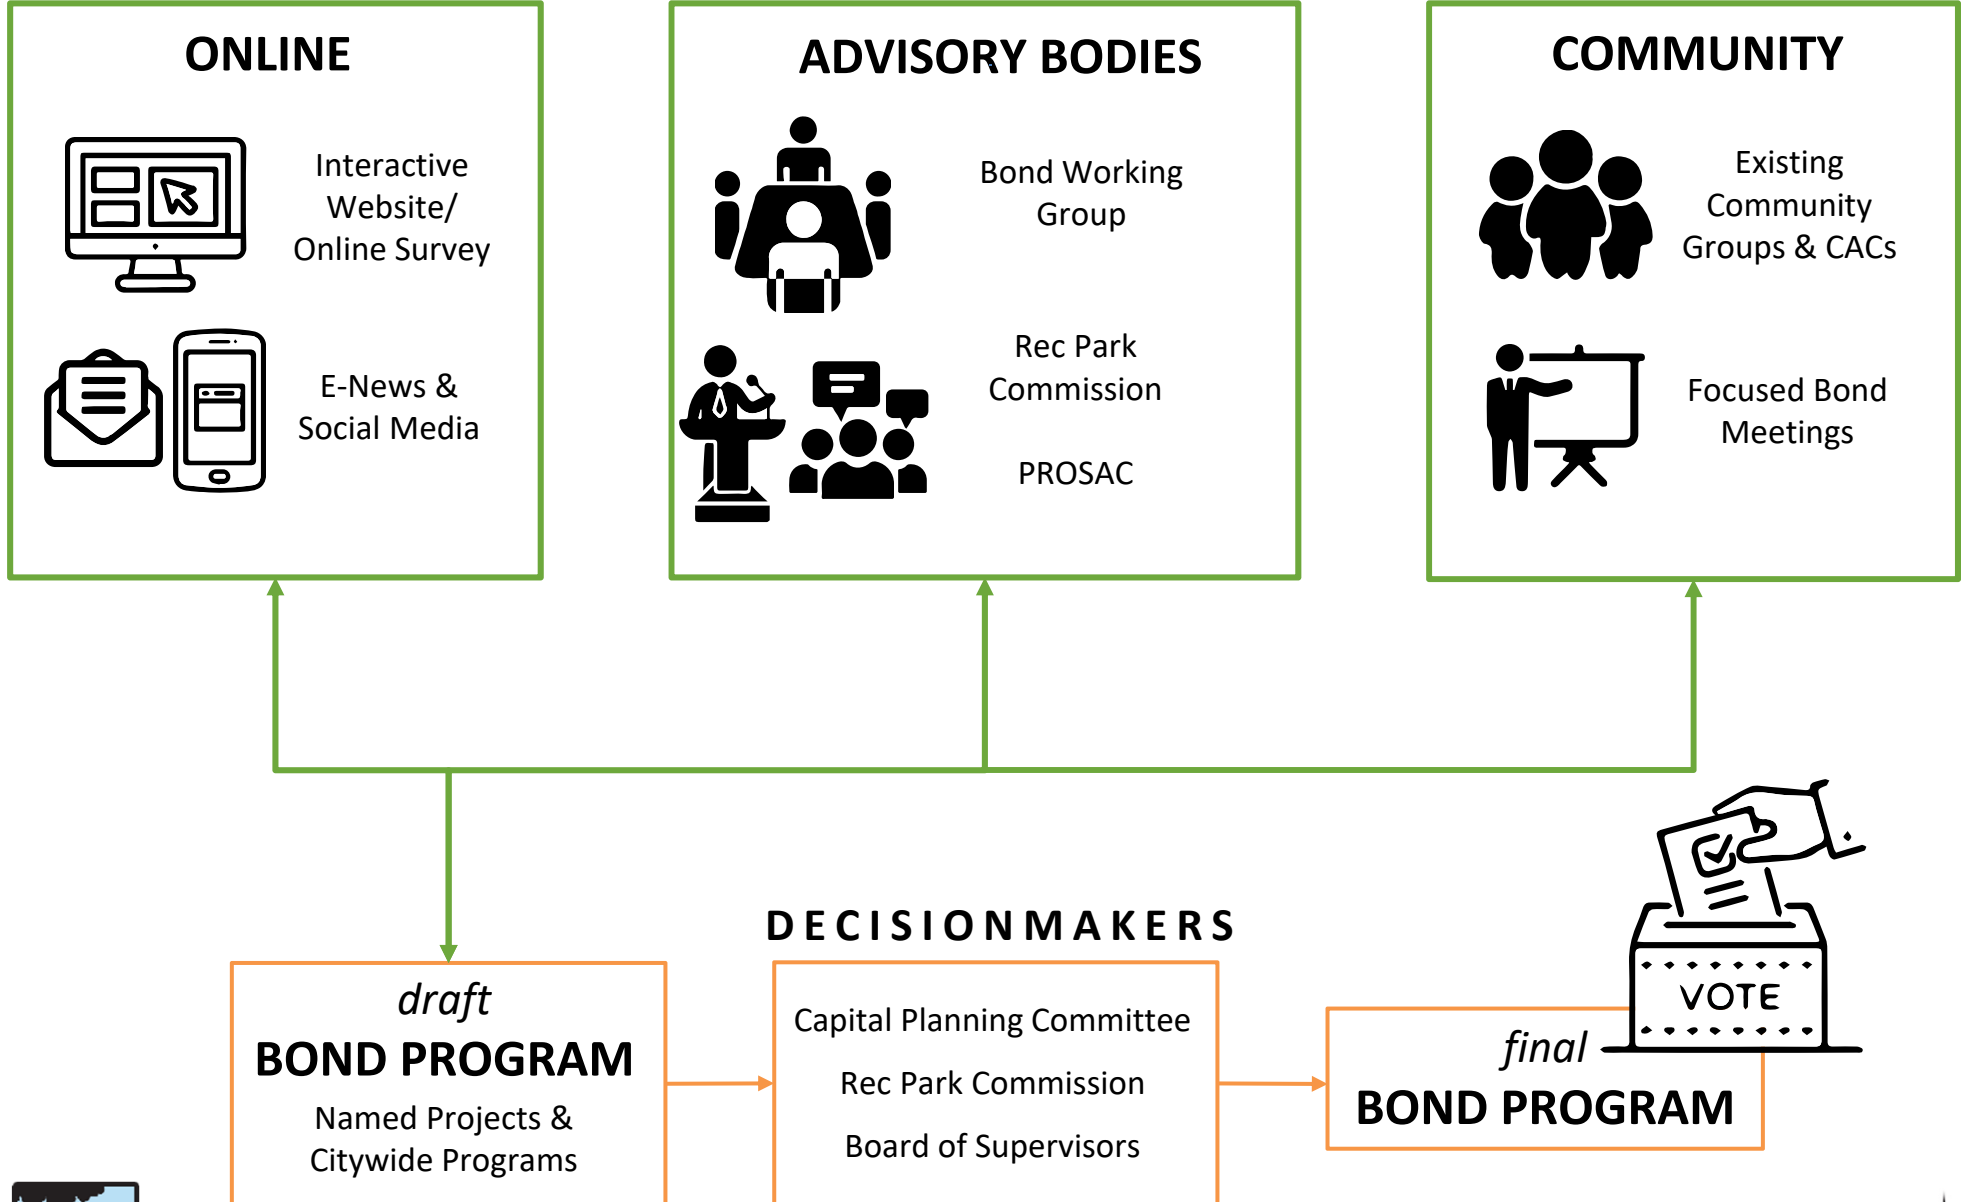 ONLINE
Interactive
Website/
Online Survey
E-News &
Social Media
ADVISORY BODIES
Bond Working
Group
Rec Park
Commission
PROSAC
COMMUNITY
Existing
Community
Groups & CACs
Focused Bond
Meetings
draft
BOND PROGRAM
Named Projects &
Citywide Programs
DECISIONMAKERS
Capital Planning Committee
Rec Park Commission
Board of Supervisors
VOTE
final
BOND PROGRAM